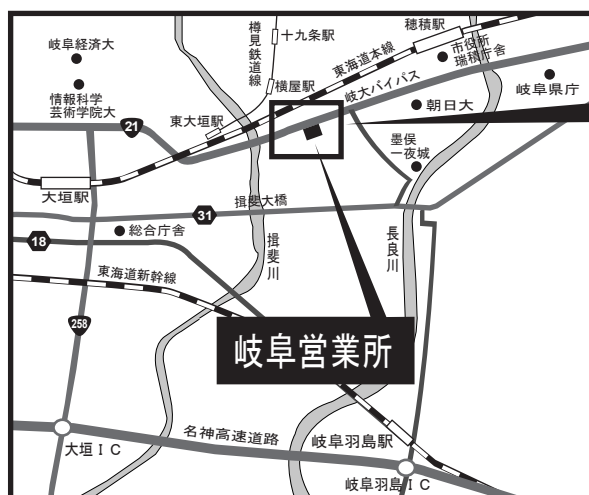 岐阜経済大
樽見鉄道線
十九条駅
穂積駅
東海道本線
市役所
瑞穂庁舎
岐阜県庁
情報科学
芸術学院大
横屋駅
岐大バイパス
朝日大
21
東大垣駅
墨俣
一夜城
大垣駅
31
揖斐大橋
18
総合庁舎
揖斐川
長良川
東海道新幹線
258
岐阜営業所
名神高速道路
岐阜羽島駅
大垣IC
岐阜羽島IC